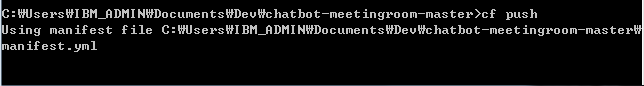 C:₩Users₩IBM_ADMIN₩Documents₩Dev₩chatbot-meetingroom-master>cf push
Using manifest file C:₩Users₩IBM_ADMIN₩Documents₩Dev₩chatbot-meetingroom-master₩
manifest.yml